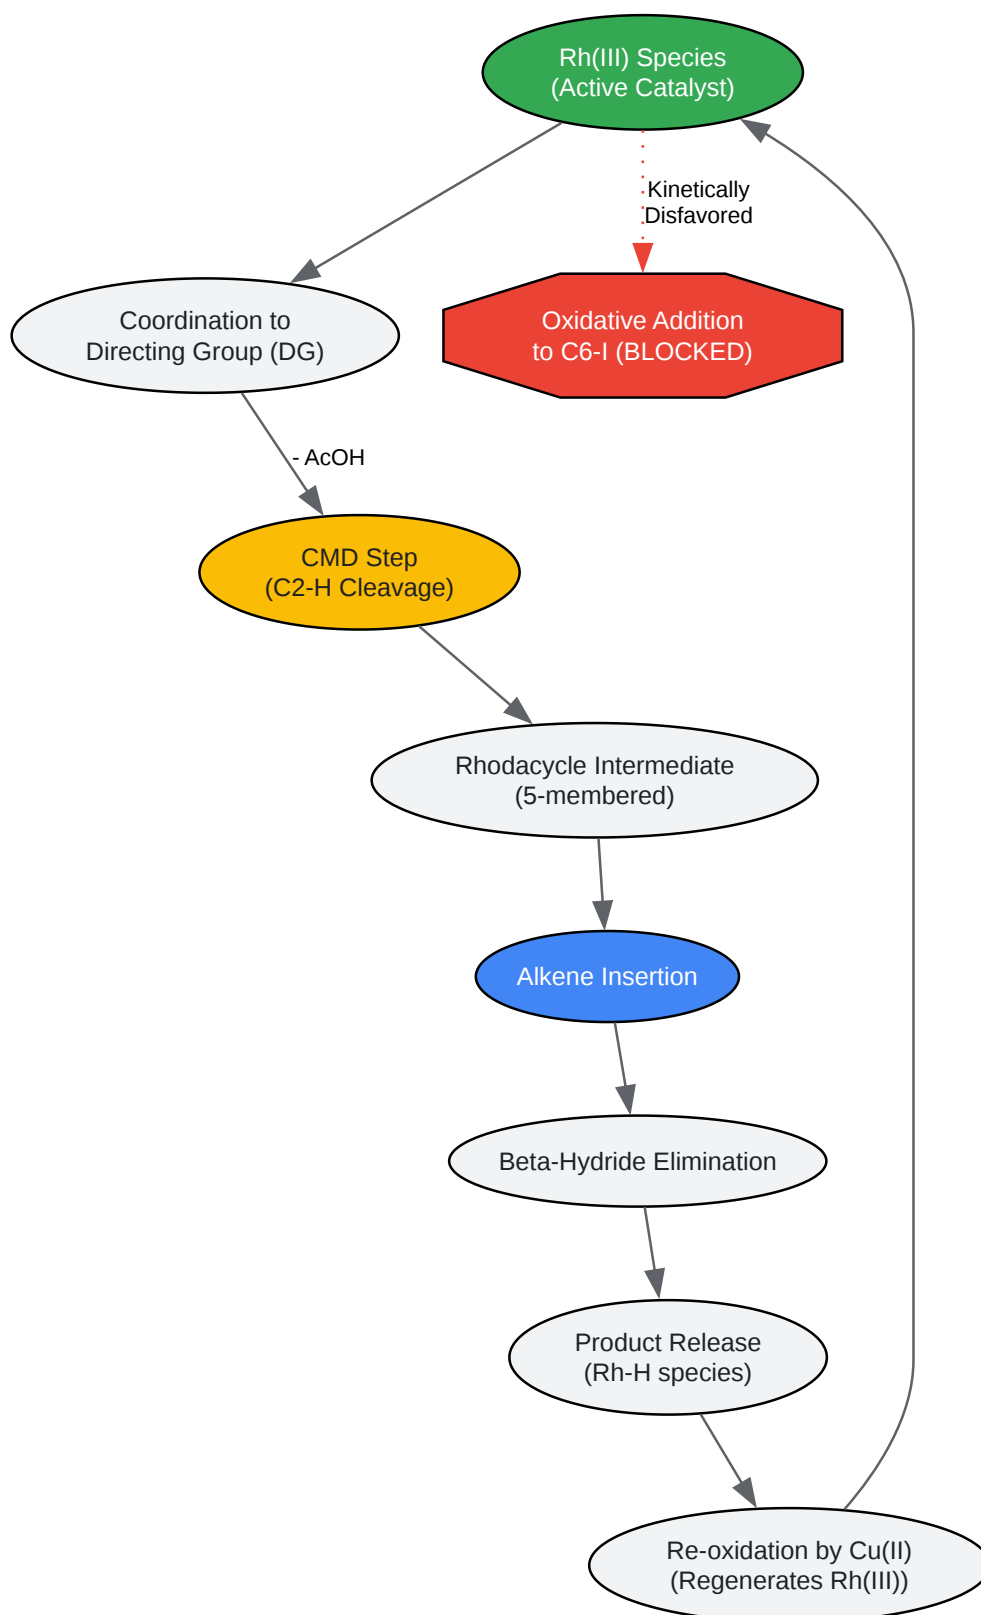 Rh(III) Species
(Active Catalyst)
Kinetically
Disfavored
Coordination to
Directing Group (DG)
Oxidative Addition
to C6-I (BLOCKED)
- AcOH
CMD Step
(C2-H Cleavage)
Rhodacycle Intermediate
(5-membered)
Alkene Insertion
Beta-Hydride Elimination
Product Release
(Rh-H species)
Re-oxidation by Cu(II)
(Regenerates Rh(III))